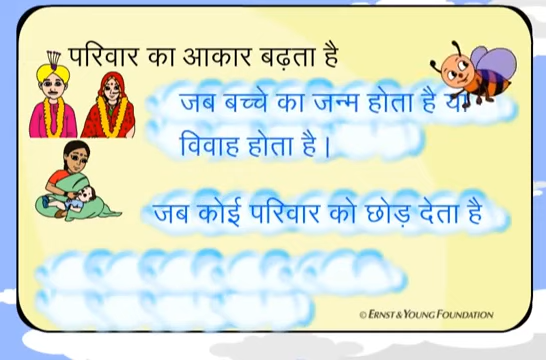 परिवार का आकार बढ़ता है
जब बच्चे का जन्म होता है या
विवाह होता है।
जब कोई परिवार को छोड़ देता है
© ERNST & YOUNG FOUNDATION